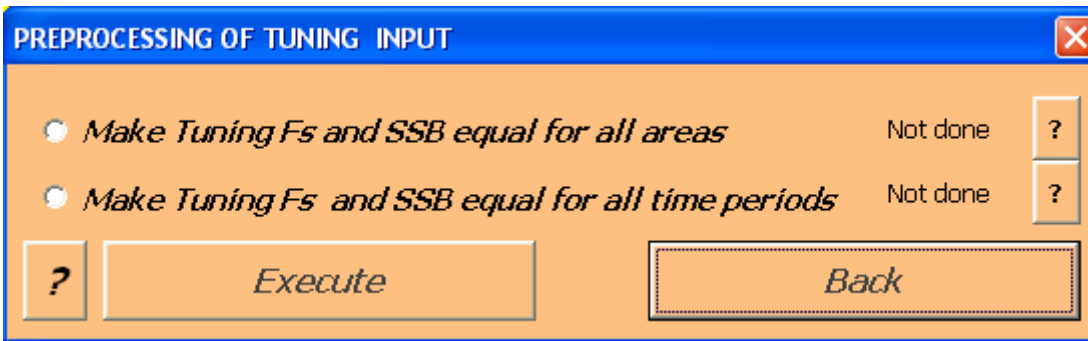 PREPROCESSING OF TUNING INPUT
Make Tuning Fs and SSB equal for all areas Not done ?
Make Tuning Fs and SSB equal for all time periods Not done ?
? Execute Back